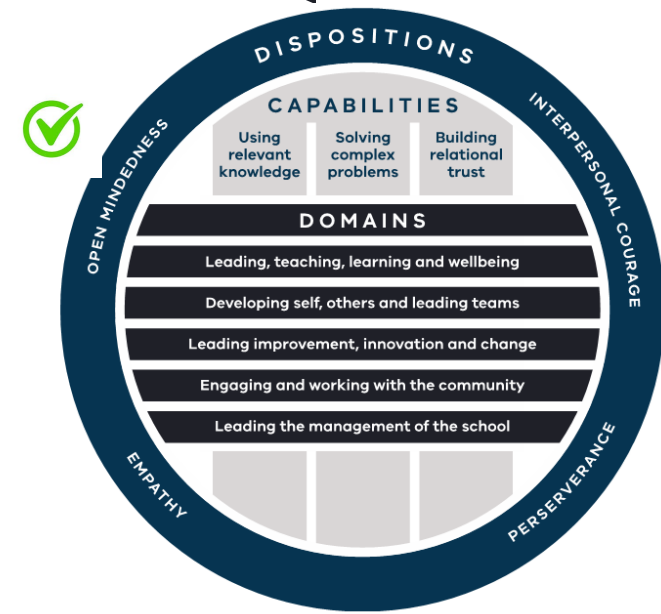 DISPOSITIONS
OPEN MINDEDNESS
INTERPERSONAL COURAGE
CAPABILITIES
Using
relevant
knowledge
Solving
complex
problems
Building
relational
trust
DOMAINS
Leading, teaching, learning and wellbeing
Developing self, others and leading teams
Leading improvement, innovation and change
Engaging and working with the community
Leading the management of the school
EMPATHY
PERSERVERANCE